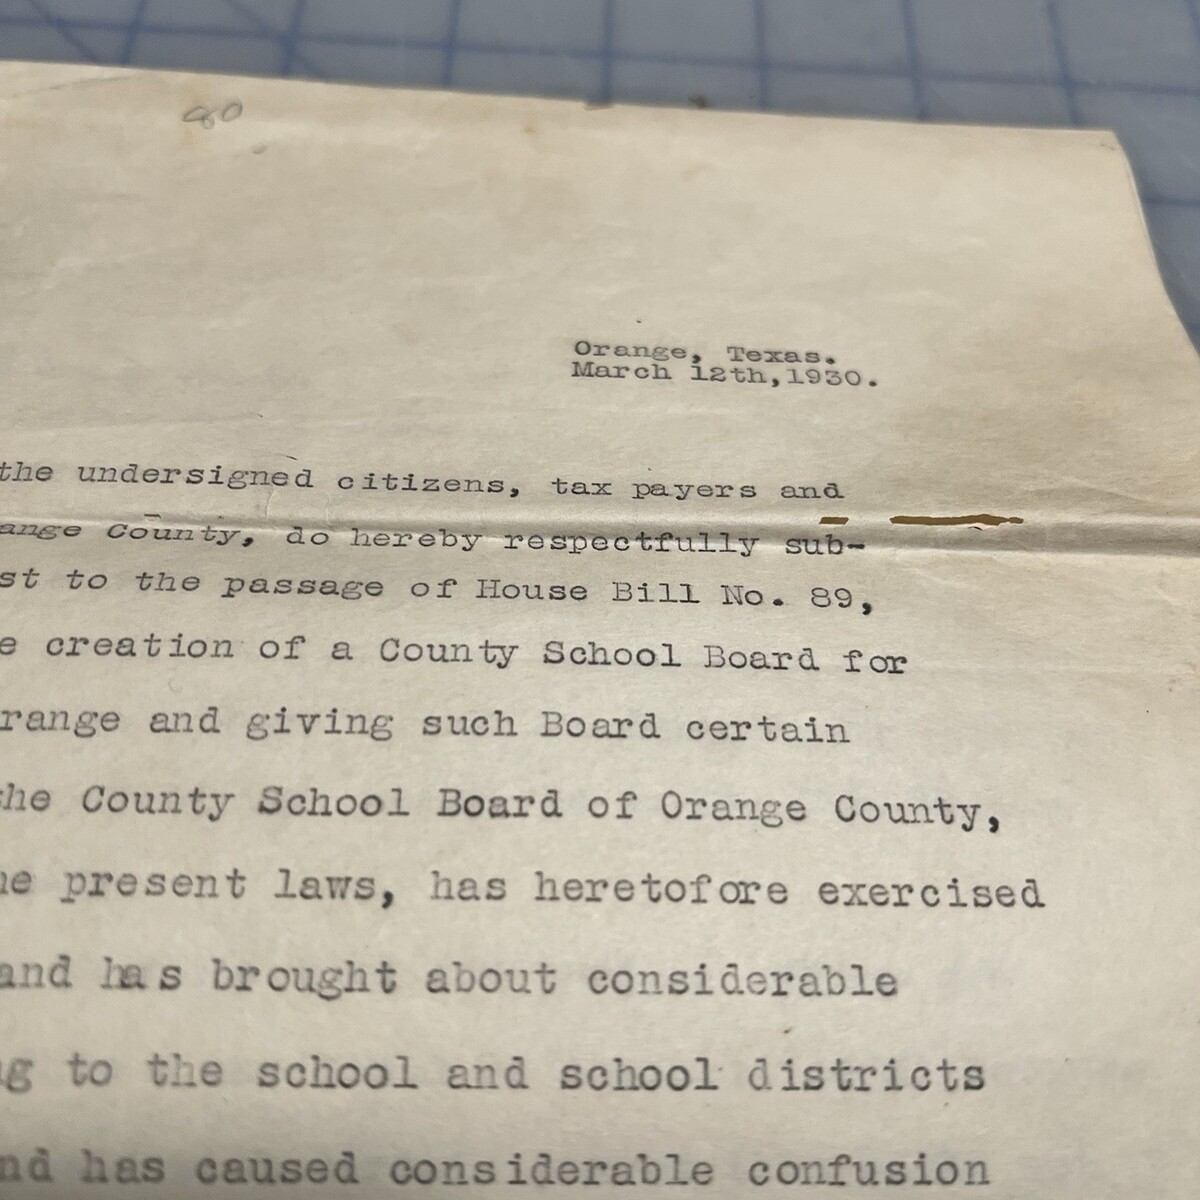 80
Orange, Texas.
March 12th,1930.
the undersigned citizens, tax payers and
ange County, do hereby respectfully sub-
st to the passage of House Bill No. 89,
e creation of a County School Board for
range and giving such Board certain
the County School Board of Orange County,
he present laws, has heretofore exercised
and has brought about considerable
g to the school and school districts
nd has caused considerable confusion